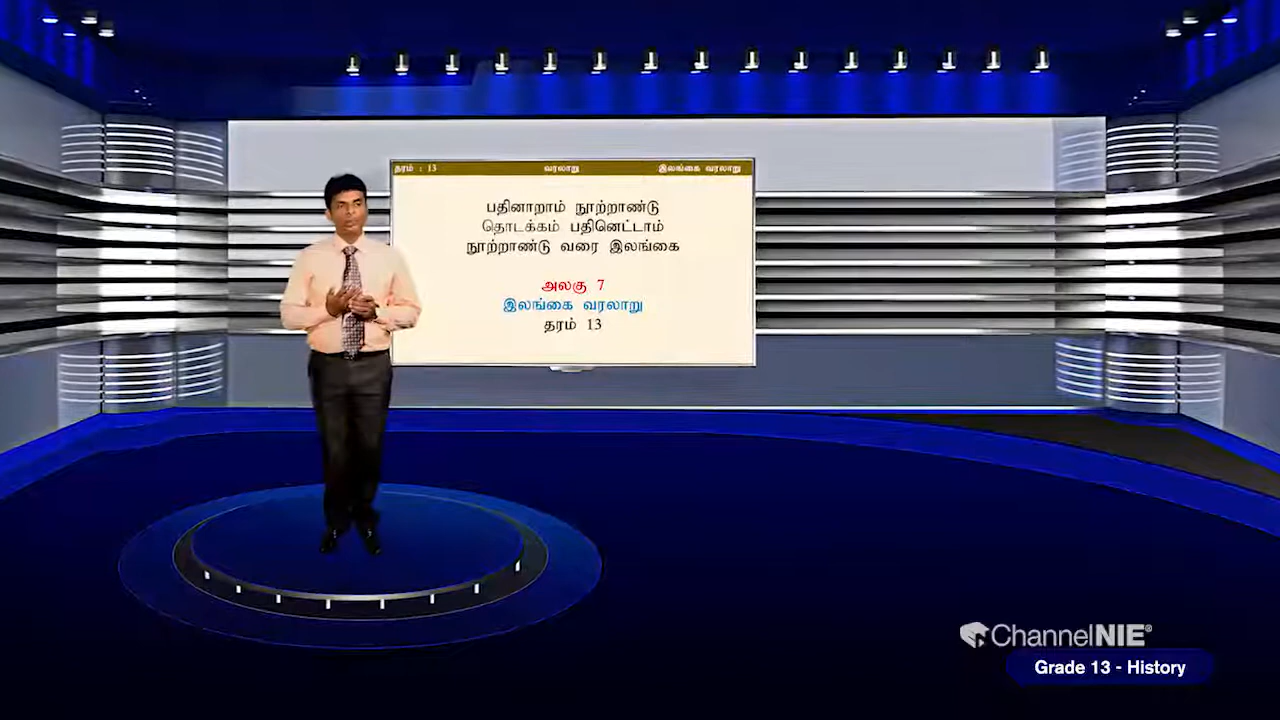 தரம் : 13 வரலாறு இலங்கை வரலாறு
பதினாறாம் நூற்றாண்டு
தொடக்கம் பதினெட்டாம்
நூற்றாண்டு வரை இலங்கை
அலகு 7
இலங்கை வரலாறு
தரம் 13
ChannelNIE®
Grade 13 - History